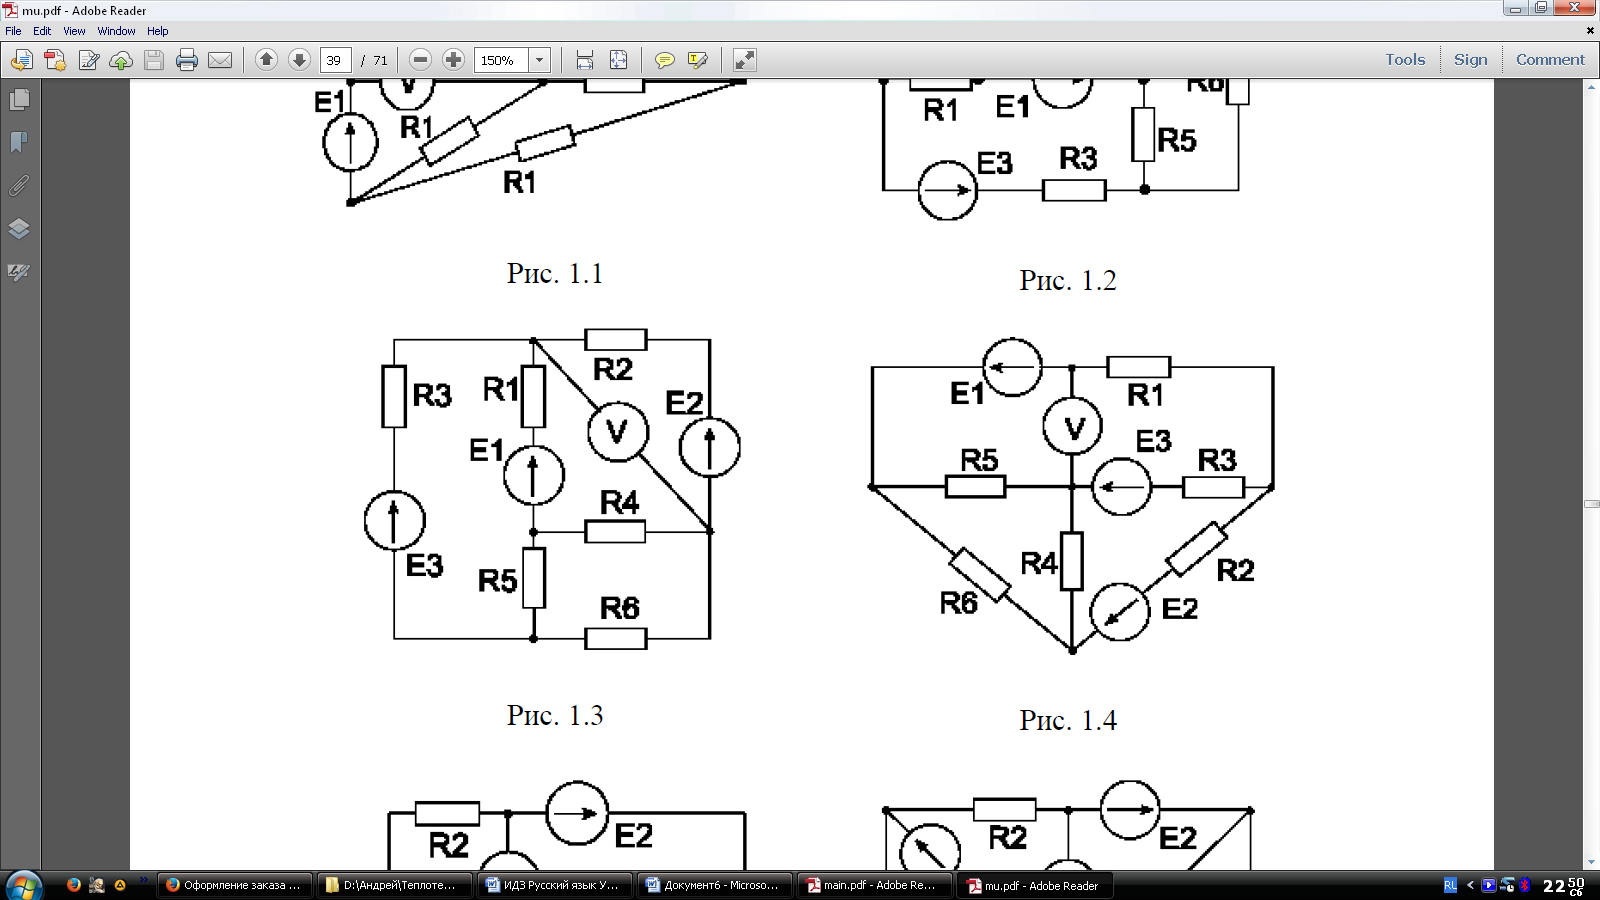 mu.pdf - Adobe Reader
File Edit View Window Help
39 / 71 150% Tools Sign Comment
E1 V
R1
R1
R1 E1 R6
R5
E3 R3
Рис. 1.1
Рис. 1.2
R2
R3 R1
E2
V
E1
R4
E3 R5
R6
E1 R1
V
E3
R5 R3
R4 R2
R6 E2
Рис. 1.3
Рис. 1.4
R2 E2
R2 E2
Оформление заказа ...
D:\Андрей\Теплоте...
ИДЗ Русский язык У...
Документ6 - Microso...
main.pdf - Adobe Re...
mu.pdf - Adobe Reader
RL
22 50
Сб